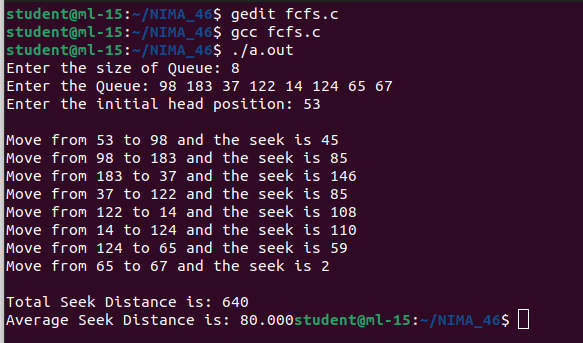 student@ml-15:~/NIMA_46$ gedit fcfs.c
student@ml-15:~/NIMA_46$ gcc fcfs.c
student@ml-15:~/NIMA_46$ ./a.out
Enter the size of Queue: 8
Enter the Queue: 98 183 37 122 14 124 65 67
Enter the initial head position: 53

Move from 53 to 98 and the seek is 45
Move from 98 to 183 and the seek is 85
Move from 183 to 37 and the seek is 146
Move from 37 to 122 and the seek is 85
Move from 122 to 14 and the seek is 108
Move from 14 to 124 and the seek is 110
Move from 124 to 65 and the seek is 59
Move from 65 to 67 and the seek is 2

Total Seek Distance is: 640
Average Seek Distance is: 80.000student@ml-15:~/NIMA_46$